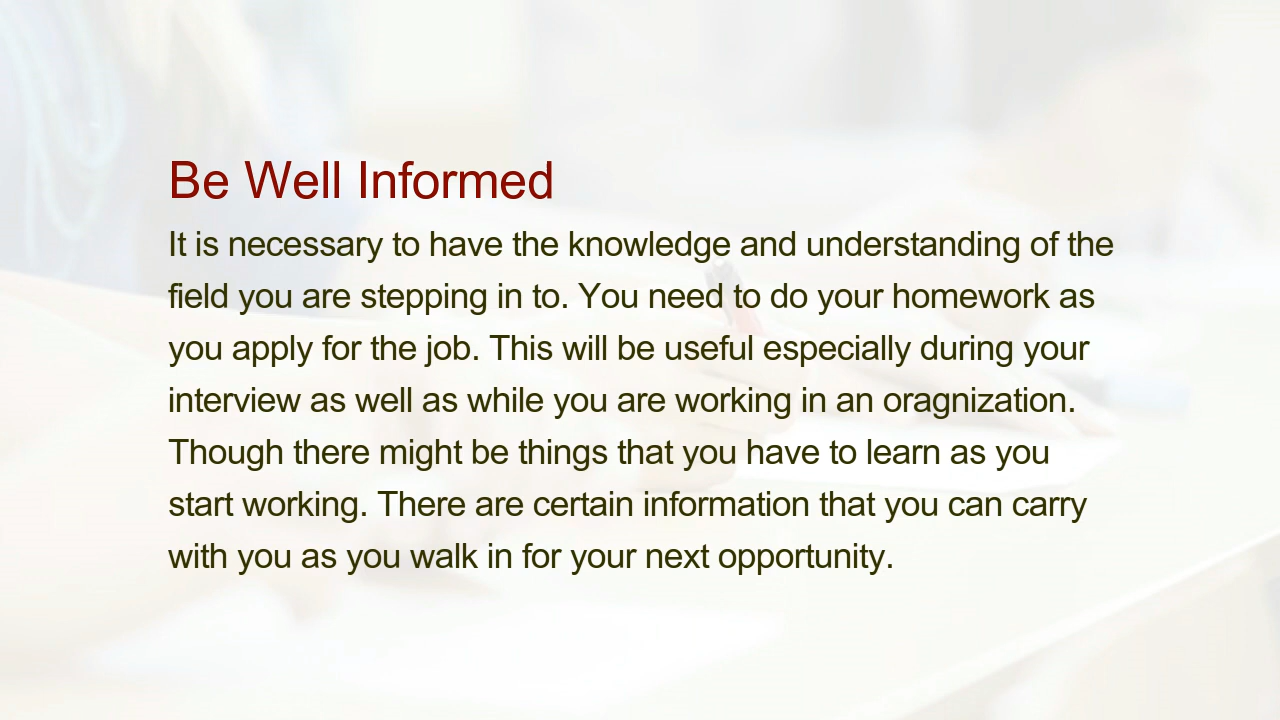 Be Well Informed
It is necessary to have the knowledge and understanding of the
field you are stepping in to. You need to do your homework as
you apply for the job. This will be useful especially during your
interview as well as while you are working in an oragnization.
Though there might be things that you have to learn as you
start working. There are certain information that you can carry
with you as you walk in for your next opportunity.